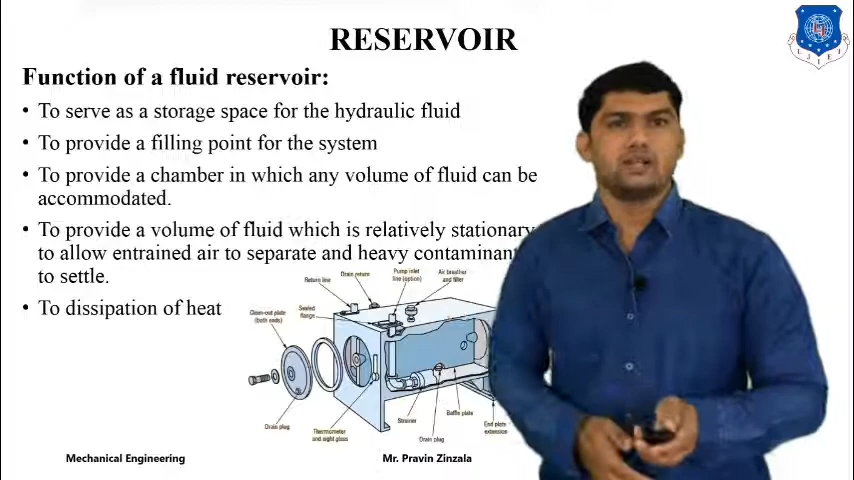 RESERVOIR
Function of a fluid reservoir:
• To serve as a storage space for the hydraulic fluid
• To provide a filling point for the system
• To provide a chamber in which any volume of fluid can be
accommodated.
• To provide a volume of fluid which is relatively stationary
to allow entrained air to separate and heavy contaminant
to settle.
• To dissipation of heat
Return line
Drain return
Pump inlet
line (option)
Air breather
and filler
Clean-out plate
(both ends)
Sealed
flange
Drain plug
Thermometer
and sight glass
Strainer
Drain plug
Baffle plate
End plate
extension
Mechanical Engineering
Mr. Pravin Zinzala
LJIET